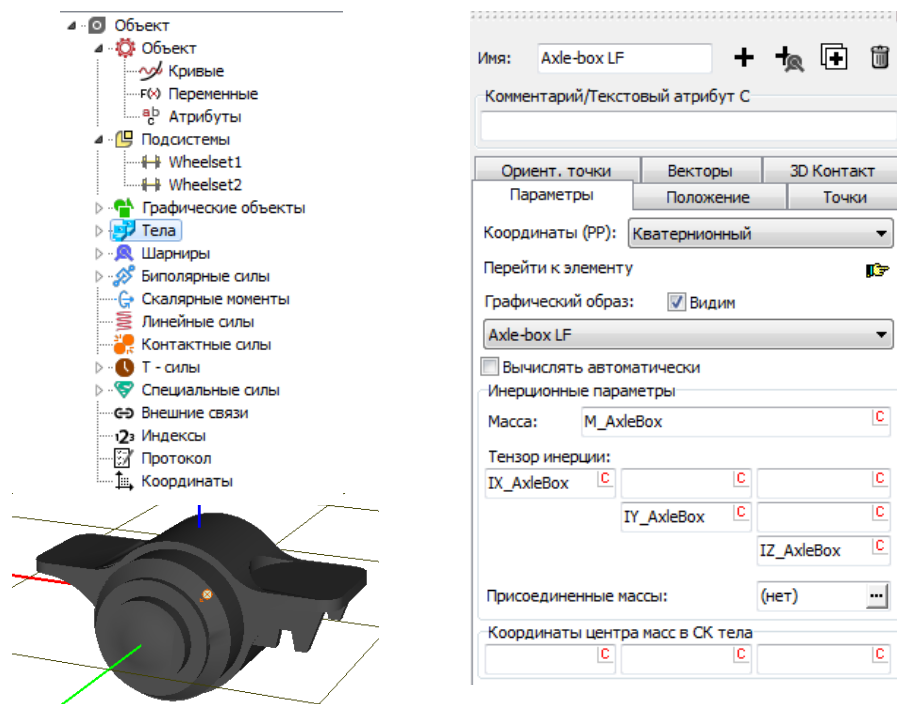 Объект
Объект
Кривые
F(x) Переменные
ab c Атрибуты
Подсистемы
Wheelset1
Wheelset2
Графические объекты
Тела
Шарниры
Биполярные силы
Скалярные моменты
Линейные силы
Контактные силы
Т - силы
Специальные силы
Внешние связи
123 Индексы
Протокол
Координаты
Имя: Axle-box LF
Комментарий/Текстовый атрибут C
Ориент. точки Векторы 3D Контакт
Параметры Положение Точки
Координаты (PP): Кватернионный
Перейти к элементу
Графический образ: Видим
Axle-box LF
Вычислять автоматически
Инерционные параметры
Масса: M_AxleBox C
Тензор инерции:
IX_AxleBox C C C
IY_AxleBox C C
IZ_AxleBox C
Присоединенные массы: (нет) ...
Координаты центра масс в СК тела
C C C